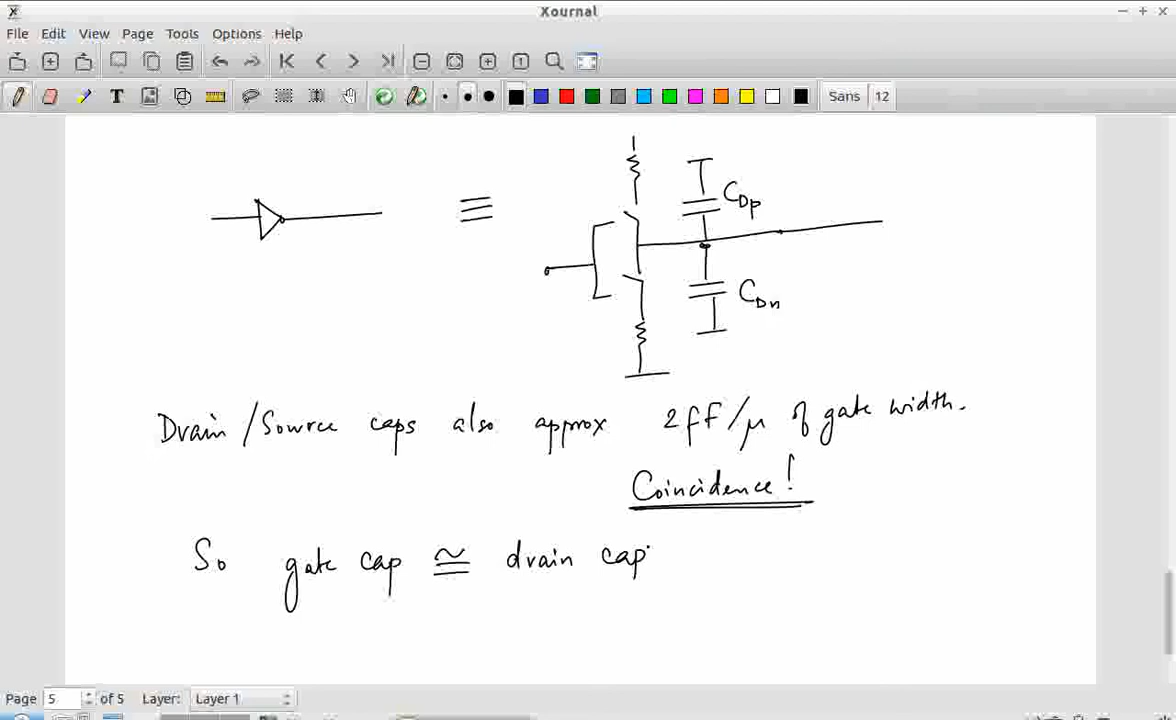 Xournal
File Edit View Page Tools Options Help
Sans 12
C_Dp
C_Dn
Drain/Source caps also approx 2fF/μ of gate width.
Coincidence!
So gate cap ≅ drain cap
Page 5 of 5 Layer: Layer 1